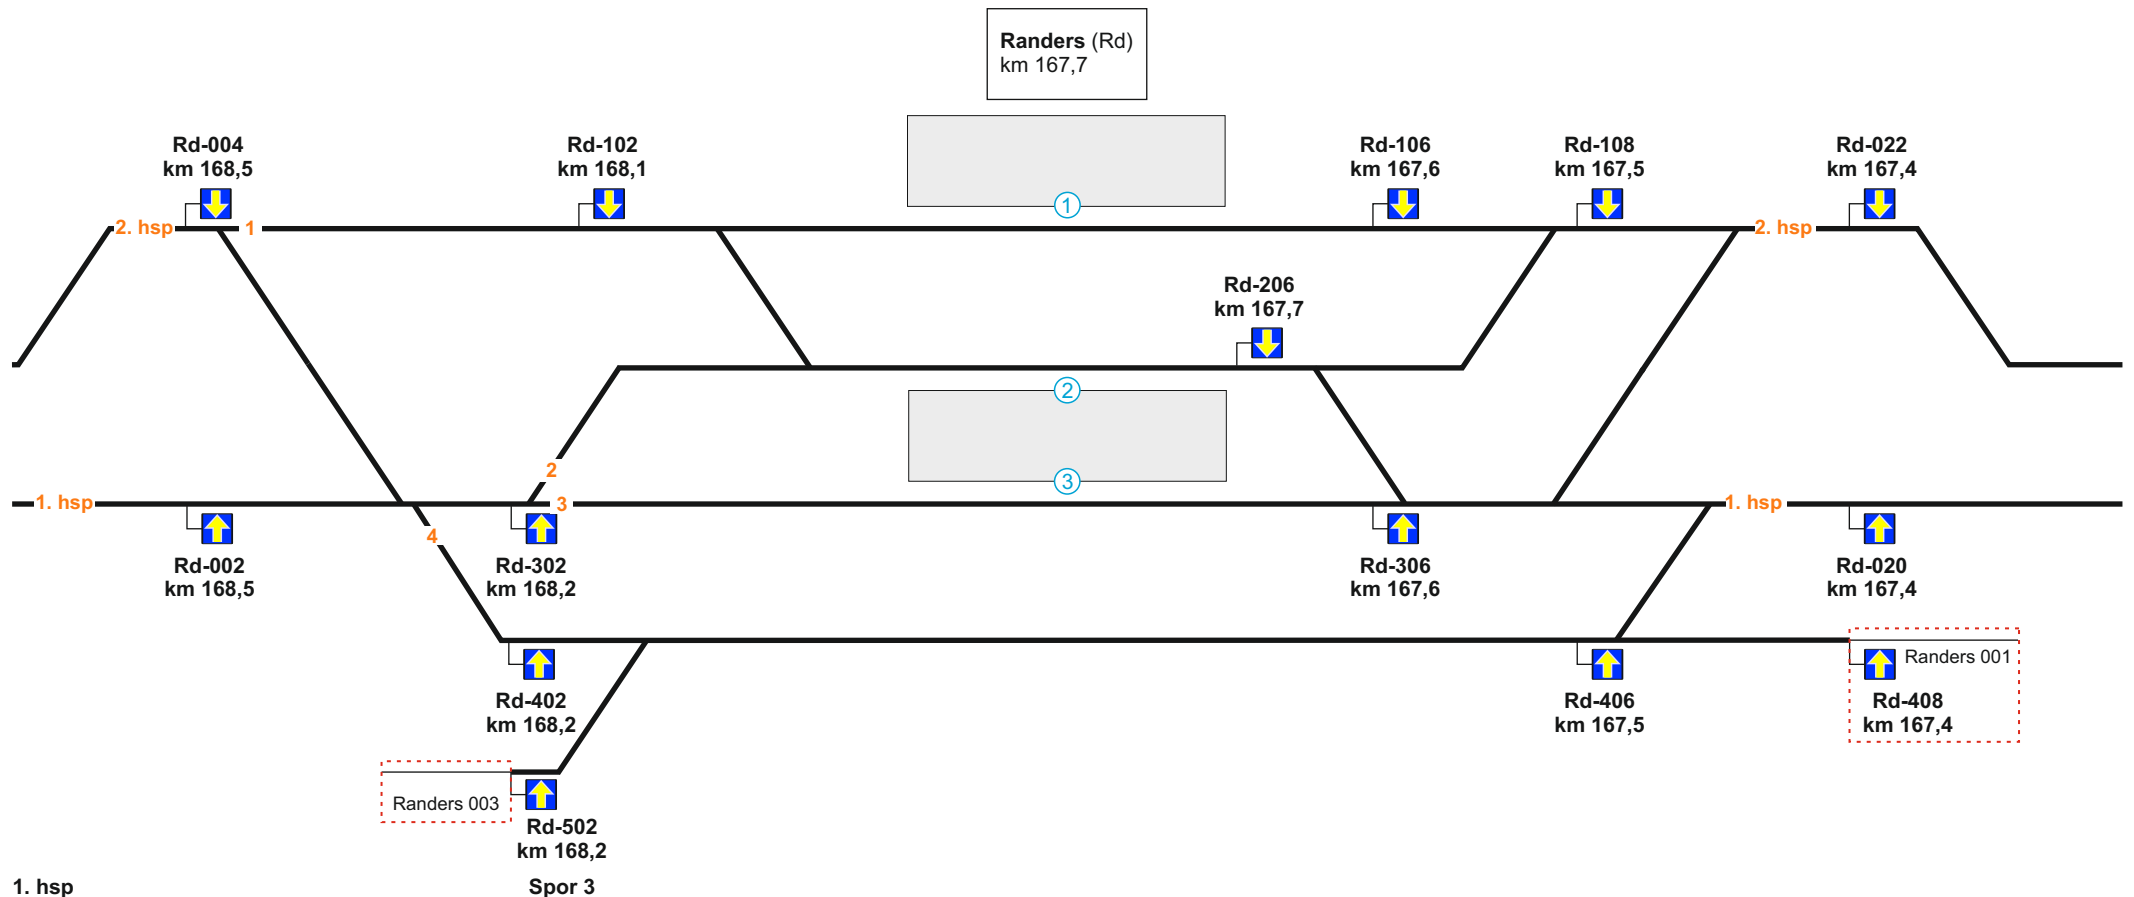 Randers (Rd)
km 167,7
Rd-004
km 168,5
Rd-102
km 168,1
Rd-106
km 167,6
Rd-108
km 167,5
Rd-022
km 167,4
1
2. hsp
1
2. hsp
Rd-206
km 167,7
2
2
3
1. hsp
3
1. hsp
4
Rd-002
km 168,5
Rd-302
km 168,2
Rd-306
km 167,6
Rd-020
km 167,4
Randers 001
Rd-402
km 168,2
Rd-406
km 167,5
Rd-408
km 167,4
Randers 003
Rd-502
km 168,2
1. hsp
Spor 3